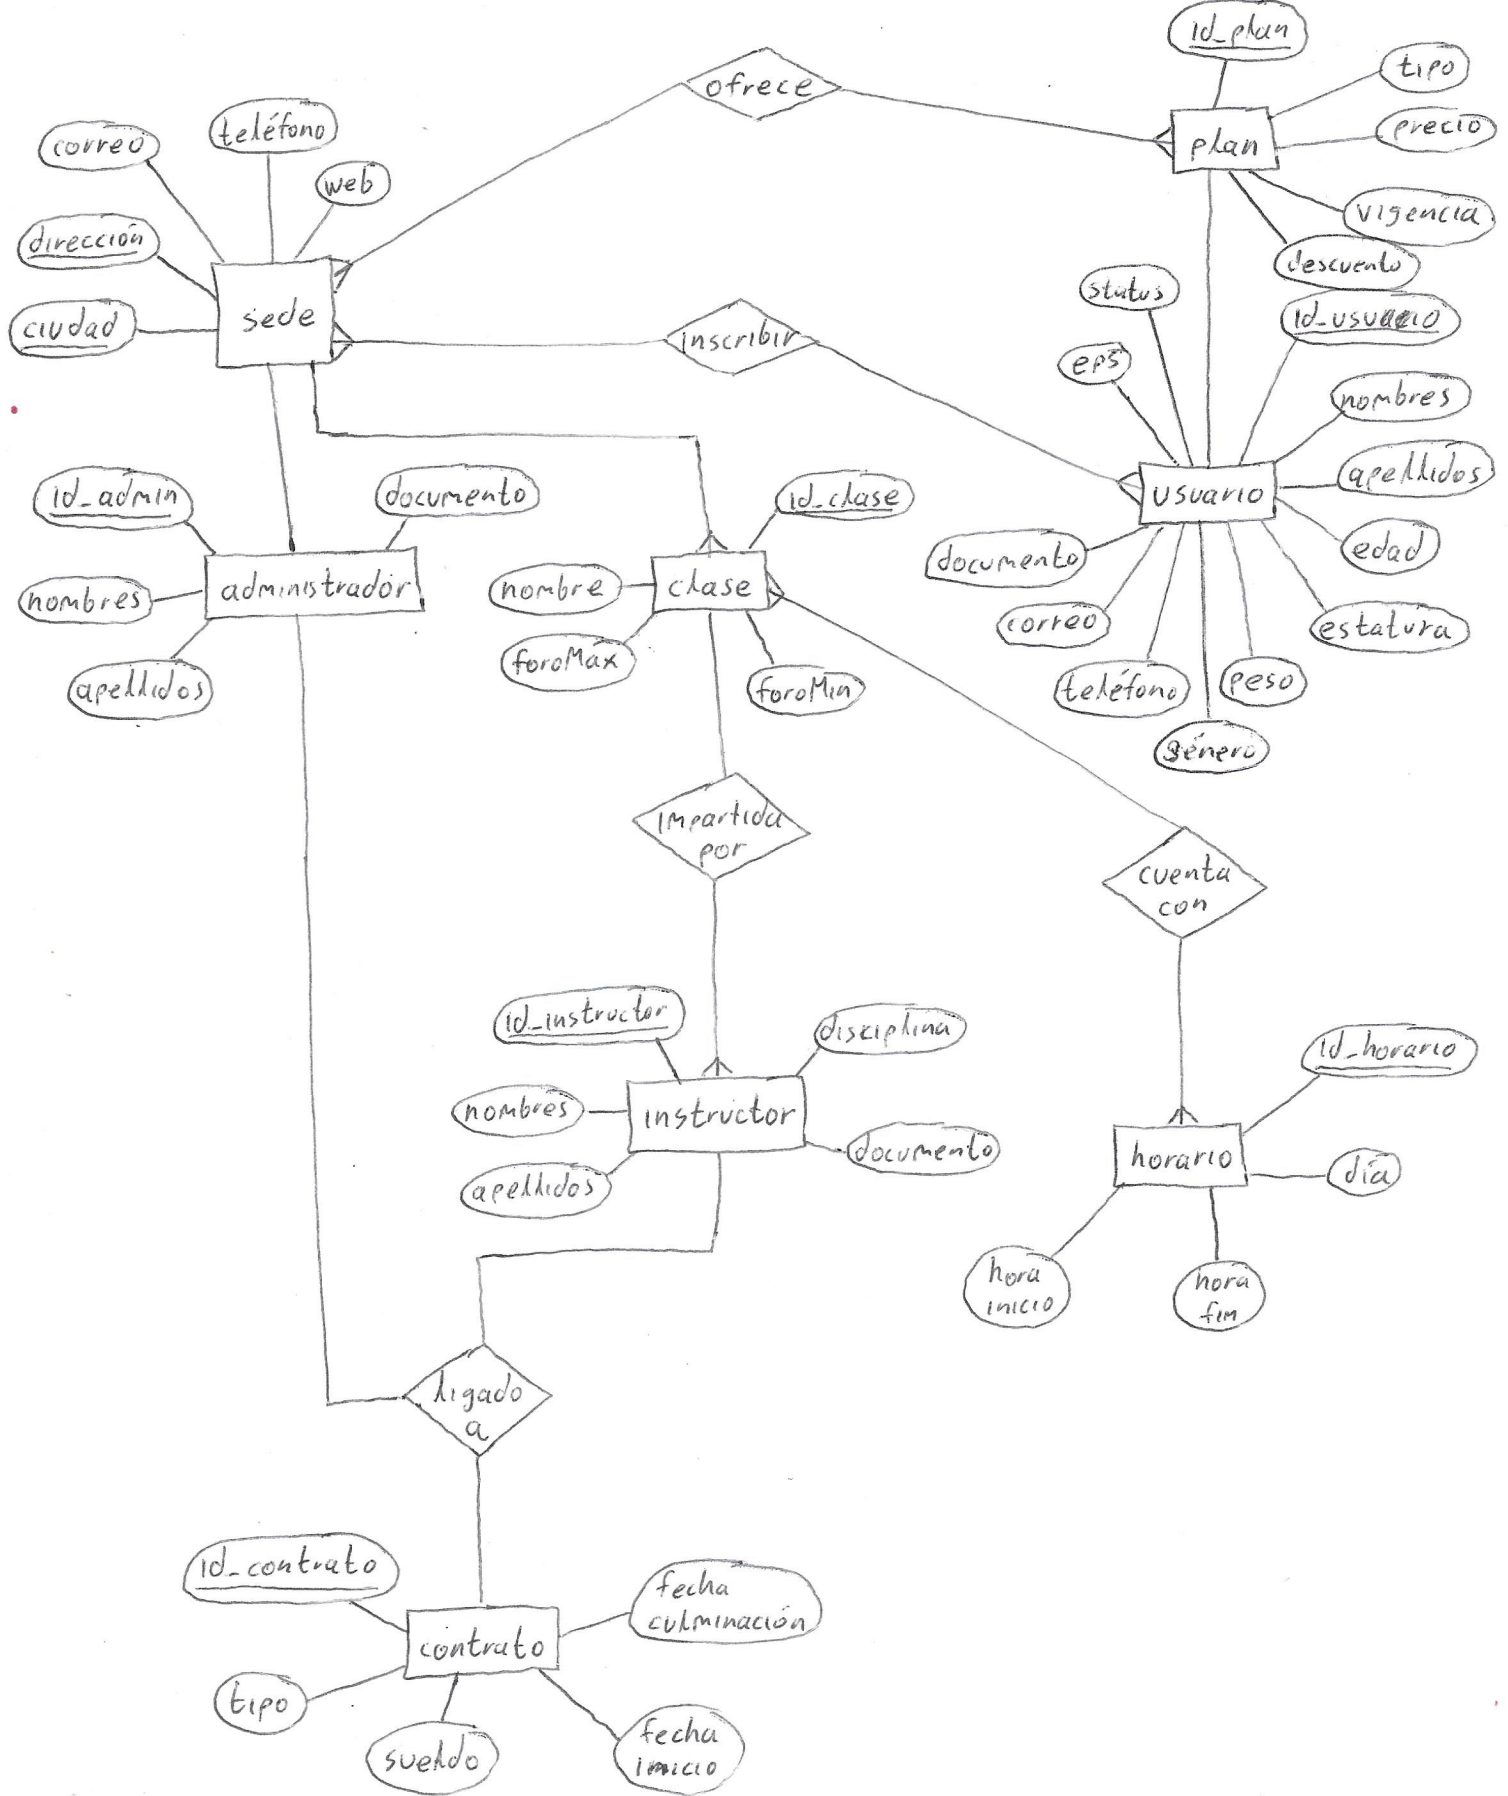 id_plan
ofrece
tipo
teléfono
correo
precio
plan
web
vigencia
dirección
descuento
status
sede
id_usuario
ciudad
inscribir
eps
nombres
apellidos
id_admin
documento
id_clase
usuario
edad
documento
administrador
nombre
clase
nombres
correo
estatura
foroMax
apellidos
foroMin
teléfono
peso
género
impartida
por
cuenta
con
id_instructor
disciplina
id_horario
nombres
instructor
documento
horario
día
apellidos
hora
inicio
hora
fin
ligado
a
id_contrato
fecha
culminación
contrato
tipo
sueldo
fecha
inicio